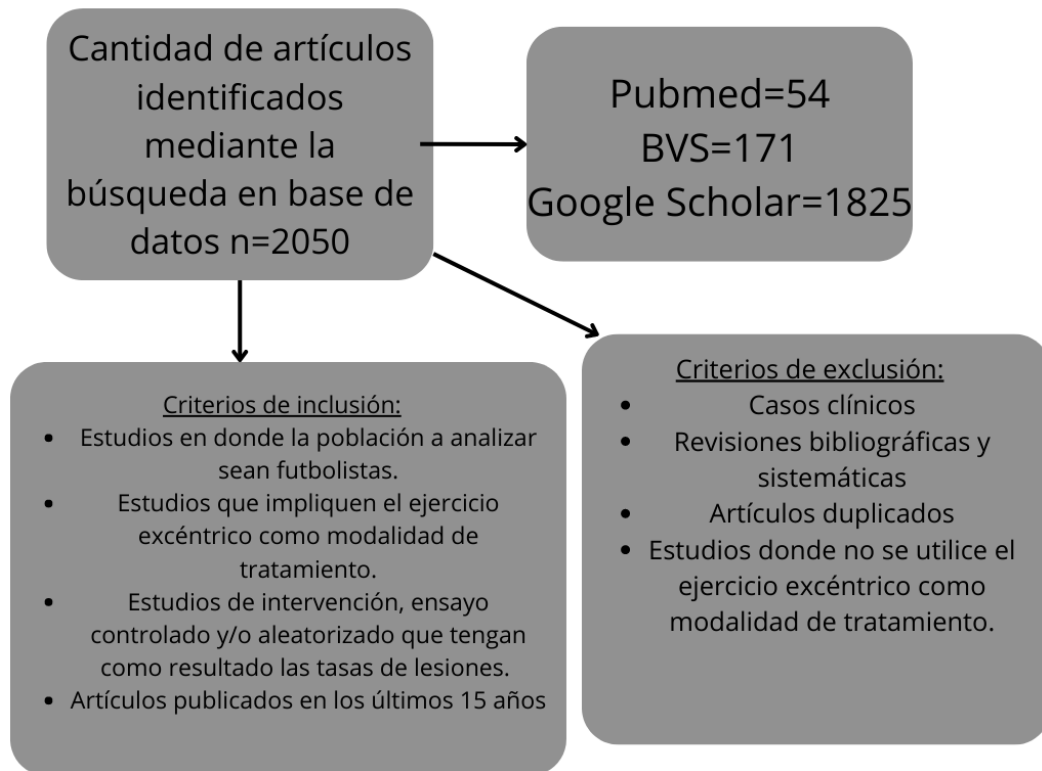 Cantidad de artículos
identificados
mediante la
búsqueda en base de
datos n=2050
Pubmed=54
BVS=171
Google Scholar=1825
Criterios de inclusión:
• Estudios en donde la población a analizar
sean futbolistas.
• Estudios que impliquen el ejercicio
excéntrico como modalidad de
tratamiento.
• Estudios de intervención, ensayo
controlado y/o aleatorizado que tengan
como resultado las tasas de lesiones.
• Artículos publicados en los últimos 15 años
Criterios de exclusión:
• Casos clínicos
• Revisiones bibliográficas y
sistemáticas
• Artículos duplicados
• Estudios donde no se utilice el
ejercicio excéntrico como
modalidad de tratamiento.